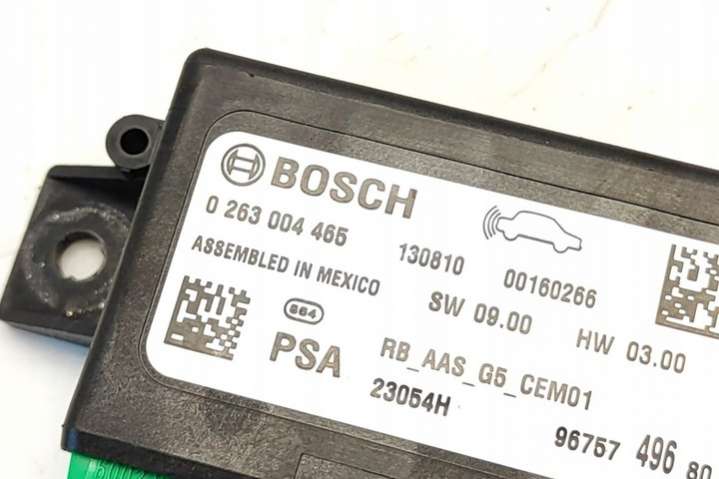 BOSCH
0 263 004 465
130810
00160266
ASSEMBLED IN MEXICO
SW 09.00
HW 03.00
PSA
RB_AAS_G5_CEM01
23054H
96757 496 80